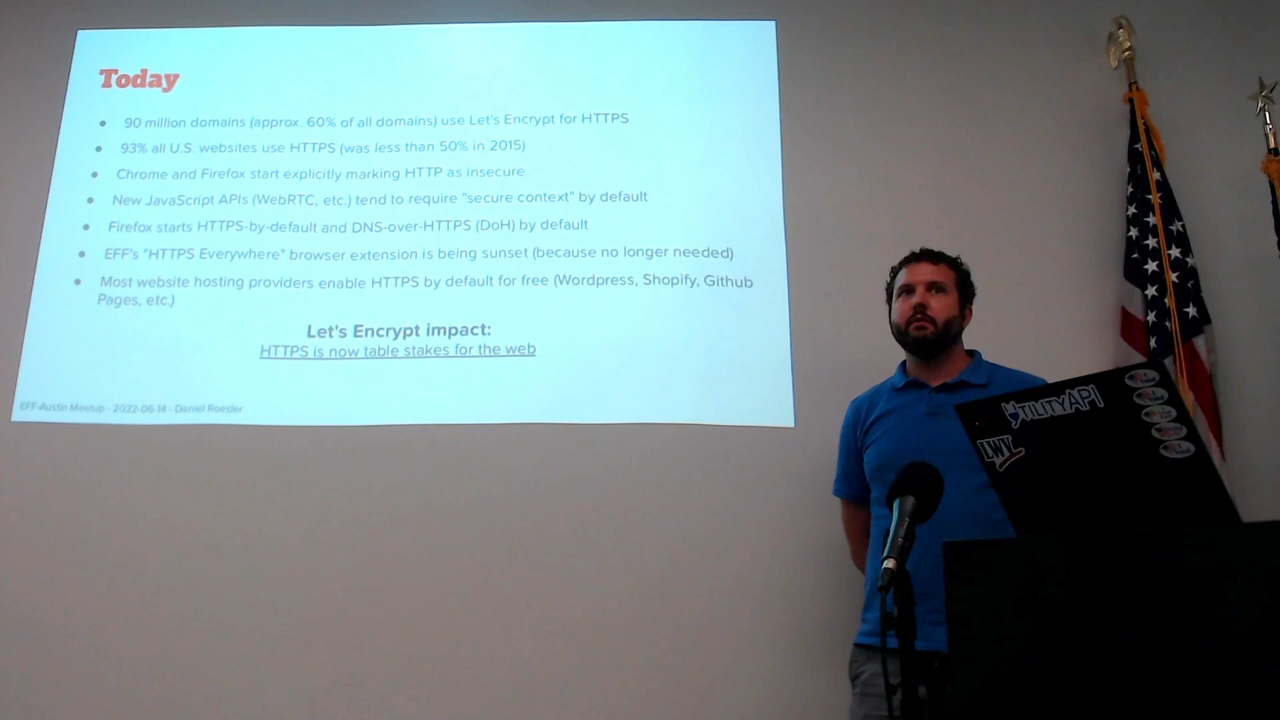 Today
90 million domains (approx. 60% of all domains) use Let's Encrypt for HTTPS
93% all U.S. websites use HTTPS (was less than 50% in 2015)
Chrome and Firefox start explicitly marking HTTP as insecure
New JavaScript APIs (WebRTC, etc.) tend to require "secure context" by default
Firefox starts HTTPS-by-default and DNS-over-HTTPS (DoH) by default
EFF's "HTTPS Everywhere" browser extension is being sunset (because no longer needed)
Most website hosting providers enable HTTPS by default for free (Wordpress, Shopify, Github
Pages, etc.)
Let's Encrypt impact:
HTTPS is now table stakes for the web
EFF-Austin Meetup - 2022-06-14 - Daniel Roesler
UTILITYAPI